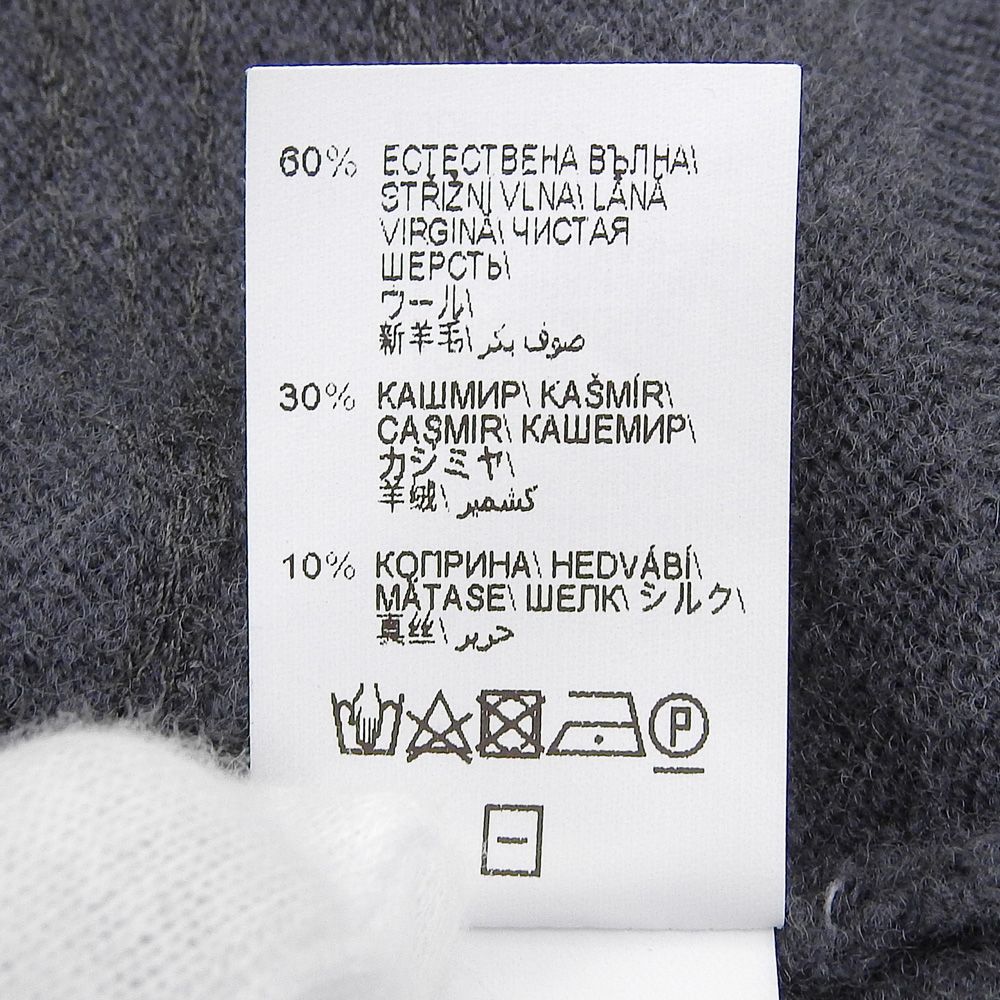 60% ЕСТЕСТВЕНА ВЪЛНА\
STŘIŽNÍ VLNA\ LÂNĂ
VIRGINĂ\ ЧИСТАЯ
ШЕРСТЬ\
ウール\
新羊毛\ صوف بكر
30% КАШМИР\ KAŠMÍR\
CAŞMIR\ КАШЕМИР\
カシミヤ\
羊绒\ كشمير
10% КОПРИНА\ HEDVÁBÍ\
MĂTASE\ ШЕЛК\ シルク\
真丝\ حرير
P